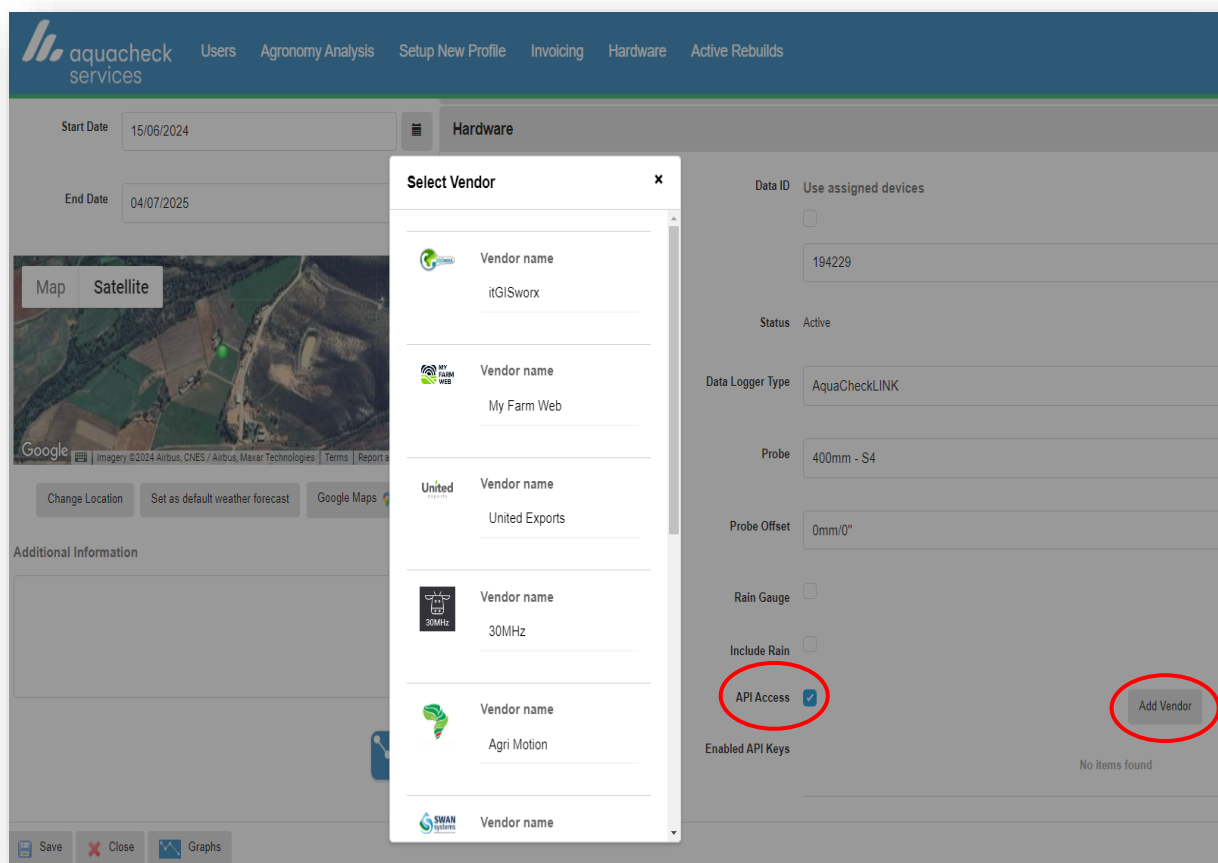 aquacheck
services
Users Agronomy Analysis Setup New Profile Invoicing Hardware Active Rebuilds
Start Date 15/06/2024
End Date 04/07/2025
Map Satellite
Google Imagery ©2024 Airbus, CNES / Airbus, Maxar Technologies Terms Report a
Change Location Set as default weather forecast Google Maps
Additional Information
Save Close Graphs
Select Vendor ×
Vendor name
itGISworx
MY
FARM
WEB
Vendor name
My Farm Web
United
exports
Vendor name
United Exports
30MHz
Vendor name
30MHz
Vendor name
Agri Motion
SWAN
systems
Vendor name
Hardware
Data ID Use assigned devices
194229
Status Active
Data Logger Type AquaCheckLINK
Probe 400mm - S4
Probe Offset 0mm/0"
Rain Gauge
Include Rain
API Access
Add Vendor
Enabled API Keys
No items found